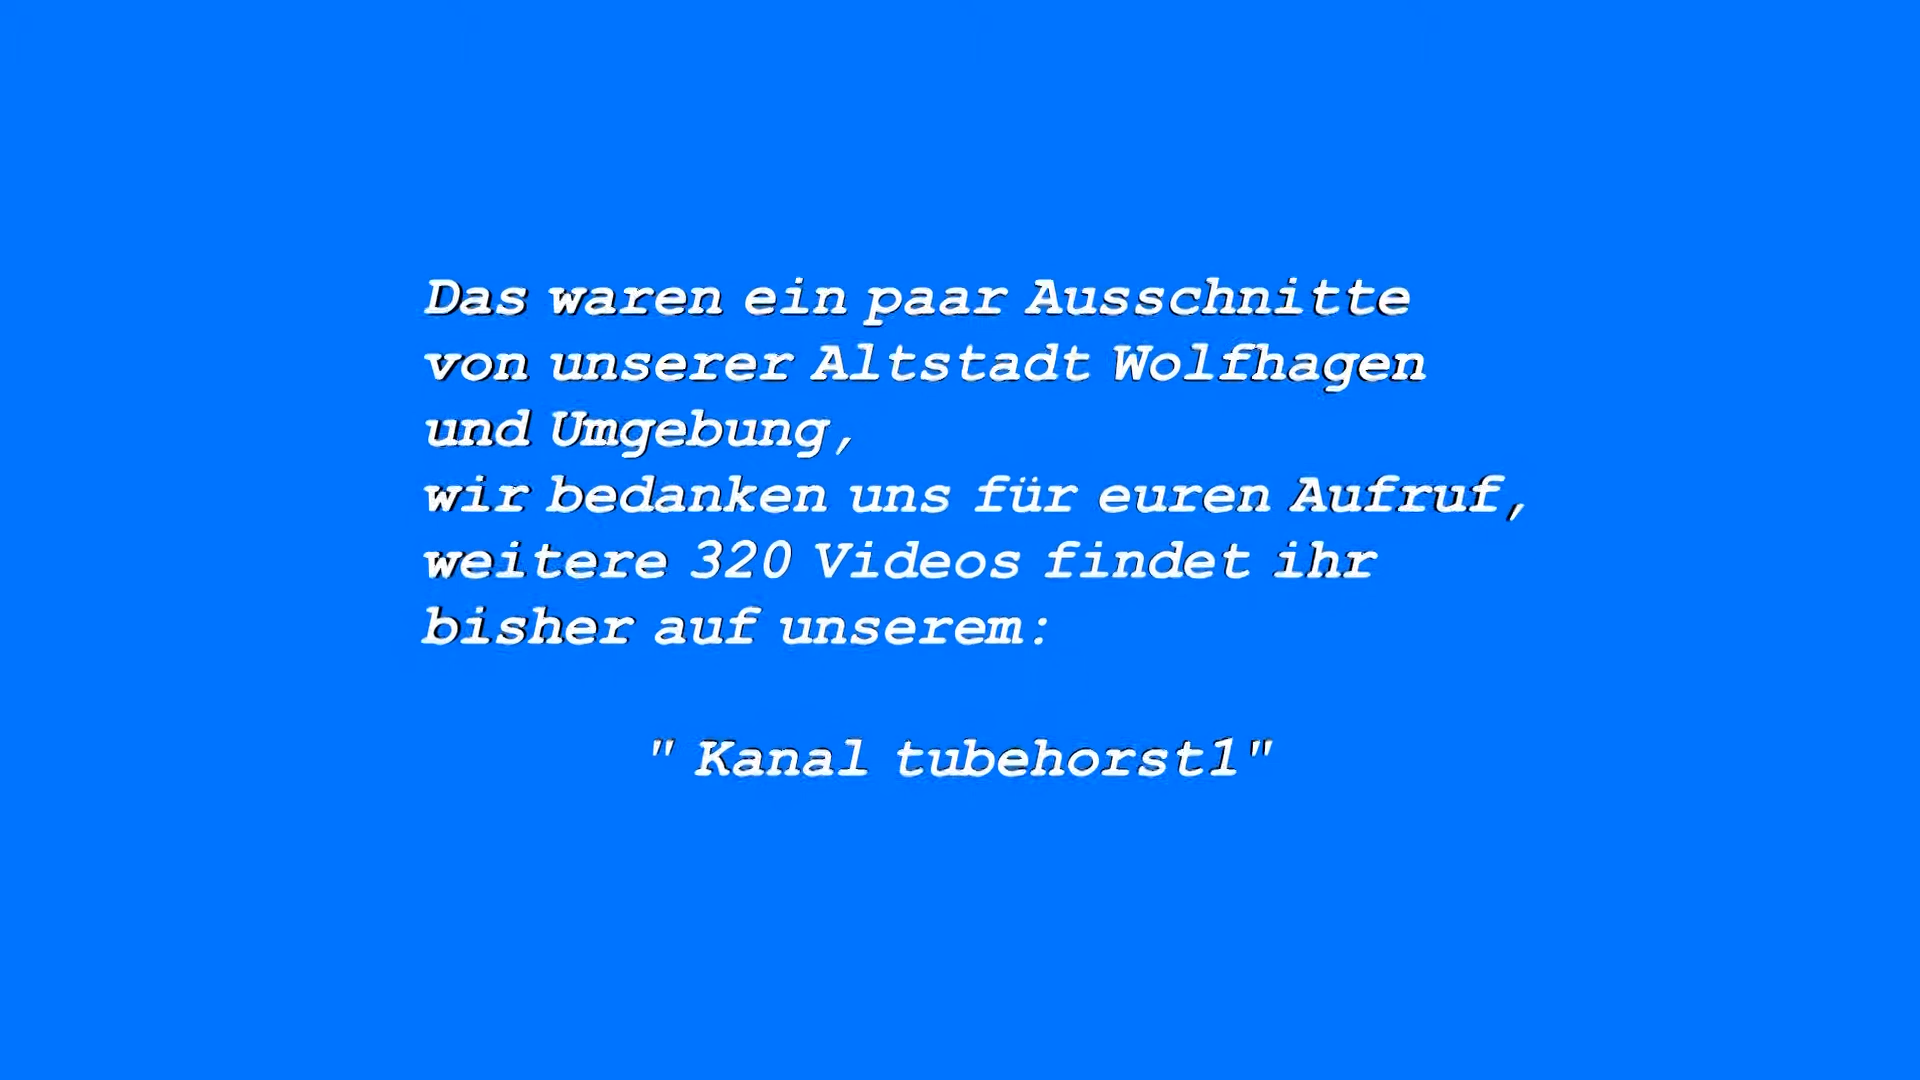 Das waren ein paar Ausschnitte
von unserer Altstadt Wolfhagen
und Umgebung,
wir bedanken uns für euren Aufruf,
weitere 320 Videos findet ihr
bisher auf unserem:
" Kanal tubehorst1"